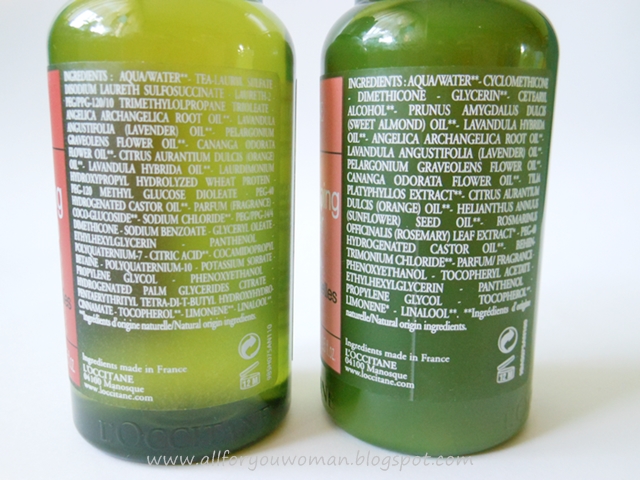 INGREDIENTS : AQUA/WATER**- TEA-LAURYL SULFATE
DISODIUM LAURETH SULFOSUCCINATE - LAURETH-2
PEG/PPG-120/10 TRIMETHYLOLPROPANE TRIOLEATE
ANGELICA ARCHANGELICA ROOT OIL**- LAVANDULA
ANGUSTIFOLIA (LAVENDER) OIL**- PELARGONIUM
GRAVEOLENS FLOWER OIL**- CANANGA ODORATA
FLOWER OIL**- CITRUS AURANTIUM DULCIS (ORANGE)
OIL**- LAVANDULA HYBRIDA OIL**- LAURDIMONIUM
HYDROXYPROPYL HYDROLYZED WHEAT PROTEIN -
PEG-120 METHYL GLUCOSE DIOLEATE - PEG-40
HYDROGENATED CASTOR OIL**- PARFUM/FRAGRANCE
COCO-GLUCOSIDE**- SODIUM CHLORIDE**- PEG/PPG-14/4
DIMETHICONE - SODIUM BENZOATE - GLYCERYL OLEATE
ETHYLHEXYLGLYCERIN - PANTHENOL
POLYQUATERNIUM-7 - CITRIC ACID**- COCAMIDOPROPYL
BETAINE - POLYQUATERNIUM-10 - POTASSIUM SORBATE -
PROPYLENE GLYCOL - PHENOXYETHANOL -
HYDROGENATED PALM GLYCERIDES CITRATE
PENTAERYTHRITYL TETRA-DI-T-BUTYL HYDROXYHYDRO-
CINNAMATE - TOCOPHEROL**- LIMONENE**- LINALOOL**
**Ingrédients d'origine naturelle/Natural origin ingredients.
Ingredients made in France
L'OCCITANE
04100 Manosque
www.loccitane.com
12 M
L'OCCITANE
INGREDIENTS : AQUA/WATER**- CYCLOMETHICONE
- DIMETHICONE - GLYCERIN**- CETEARYL
ALCOHOL**- PRUNUS AMYGDALUS DULCIS
(SWEET ALMOND) OIL**- LAVANDULA HYBRIDA
OIL**- ANGELICA ARCHANGELICA ROOT OIL**-
LAVANDULA ANGUSTIFOLIA (LAVENDER) OIL**-
PELARGONIUM GRAVEOLENS FLOWER OIL**-
CANANGA ODORATA FLOWER OIL**- TILIA
PLATYPHYLLOS EXTRACT**- CITRUS AURANTIUM
DULCIS (ORANGE) OIL**- HELIANTHUS ANNUUS
(SUNFLOWER) SEED OIL**- ROSMARINUS
OFFICINALIS (ROSEMARY) LEAF EXTRACT**- PEG-40
HYDROGENATED CASTOR OIL**- BEHEN-
TRIMONIUM CHLORIDE**- PARFUM/FRAGRANCE
PHENOXYETHANOL - TOCOPHERYL ACETATE -
ETHYLHEXYLGLYCERIN - PANTHENOL -
PROPYLENE GLYCOL - TOCOPHEROL**-
LIMONENE**- LINALOOL**. **Ingrédients d'origine
naturelle/Natural origin ingredients.
Ingredients made in France
L'OCCITANE
04100 Manosque
www.loccitane.com
12 M
L'OCCITANE
www.allforyouwoman.blogspot.com